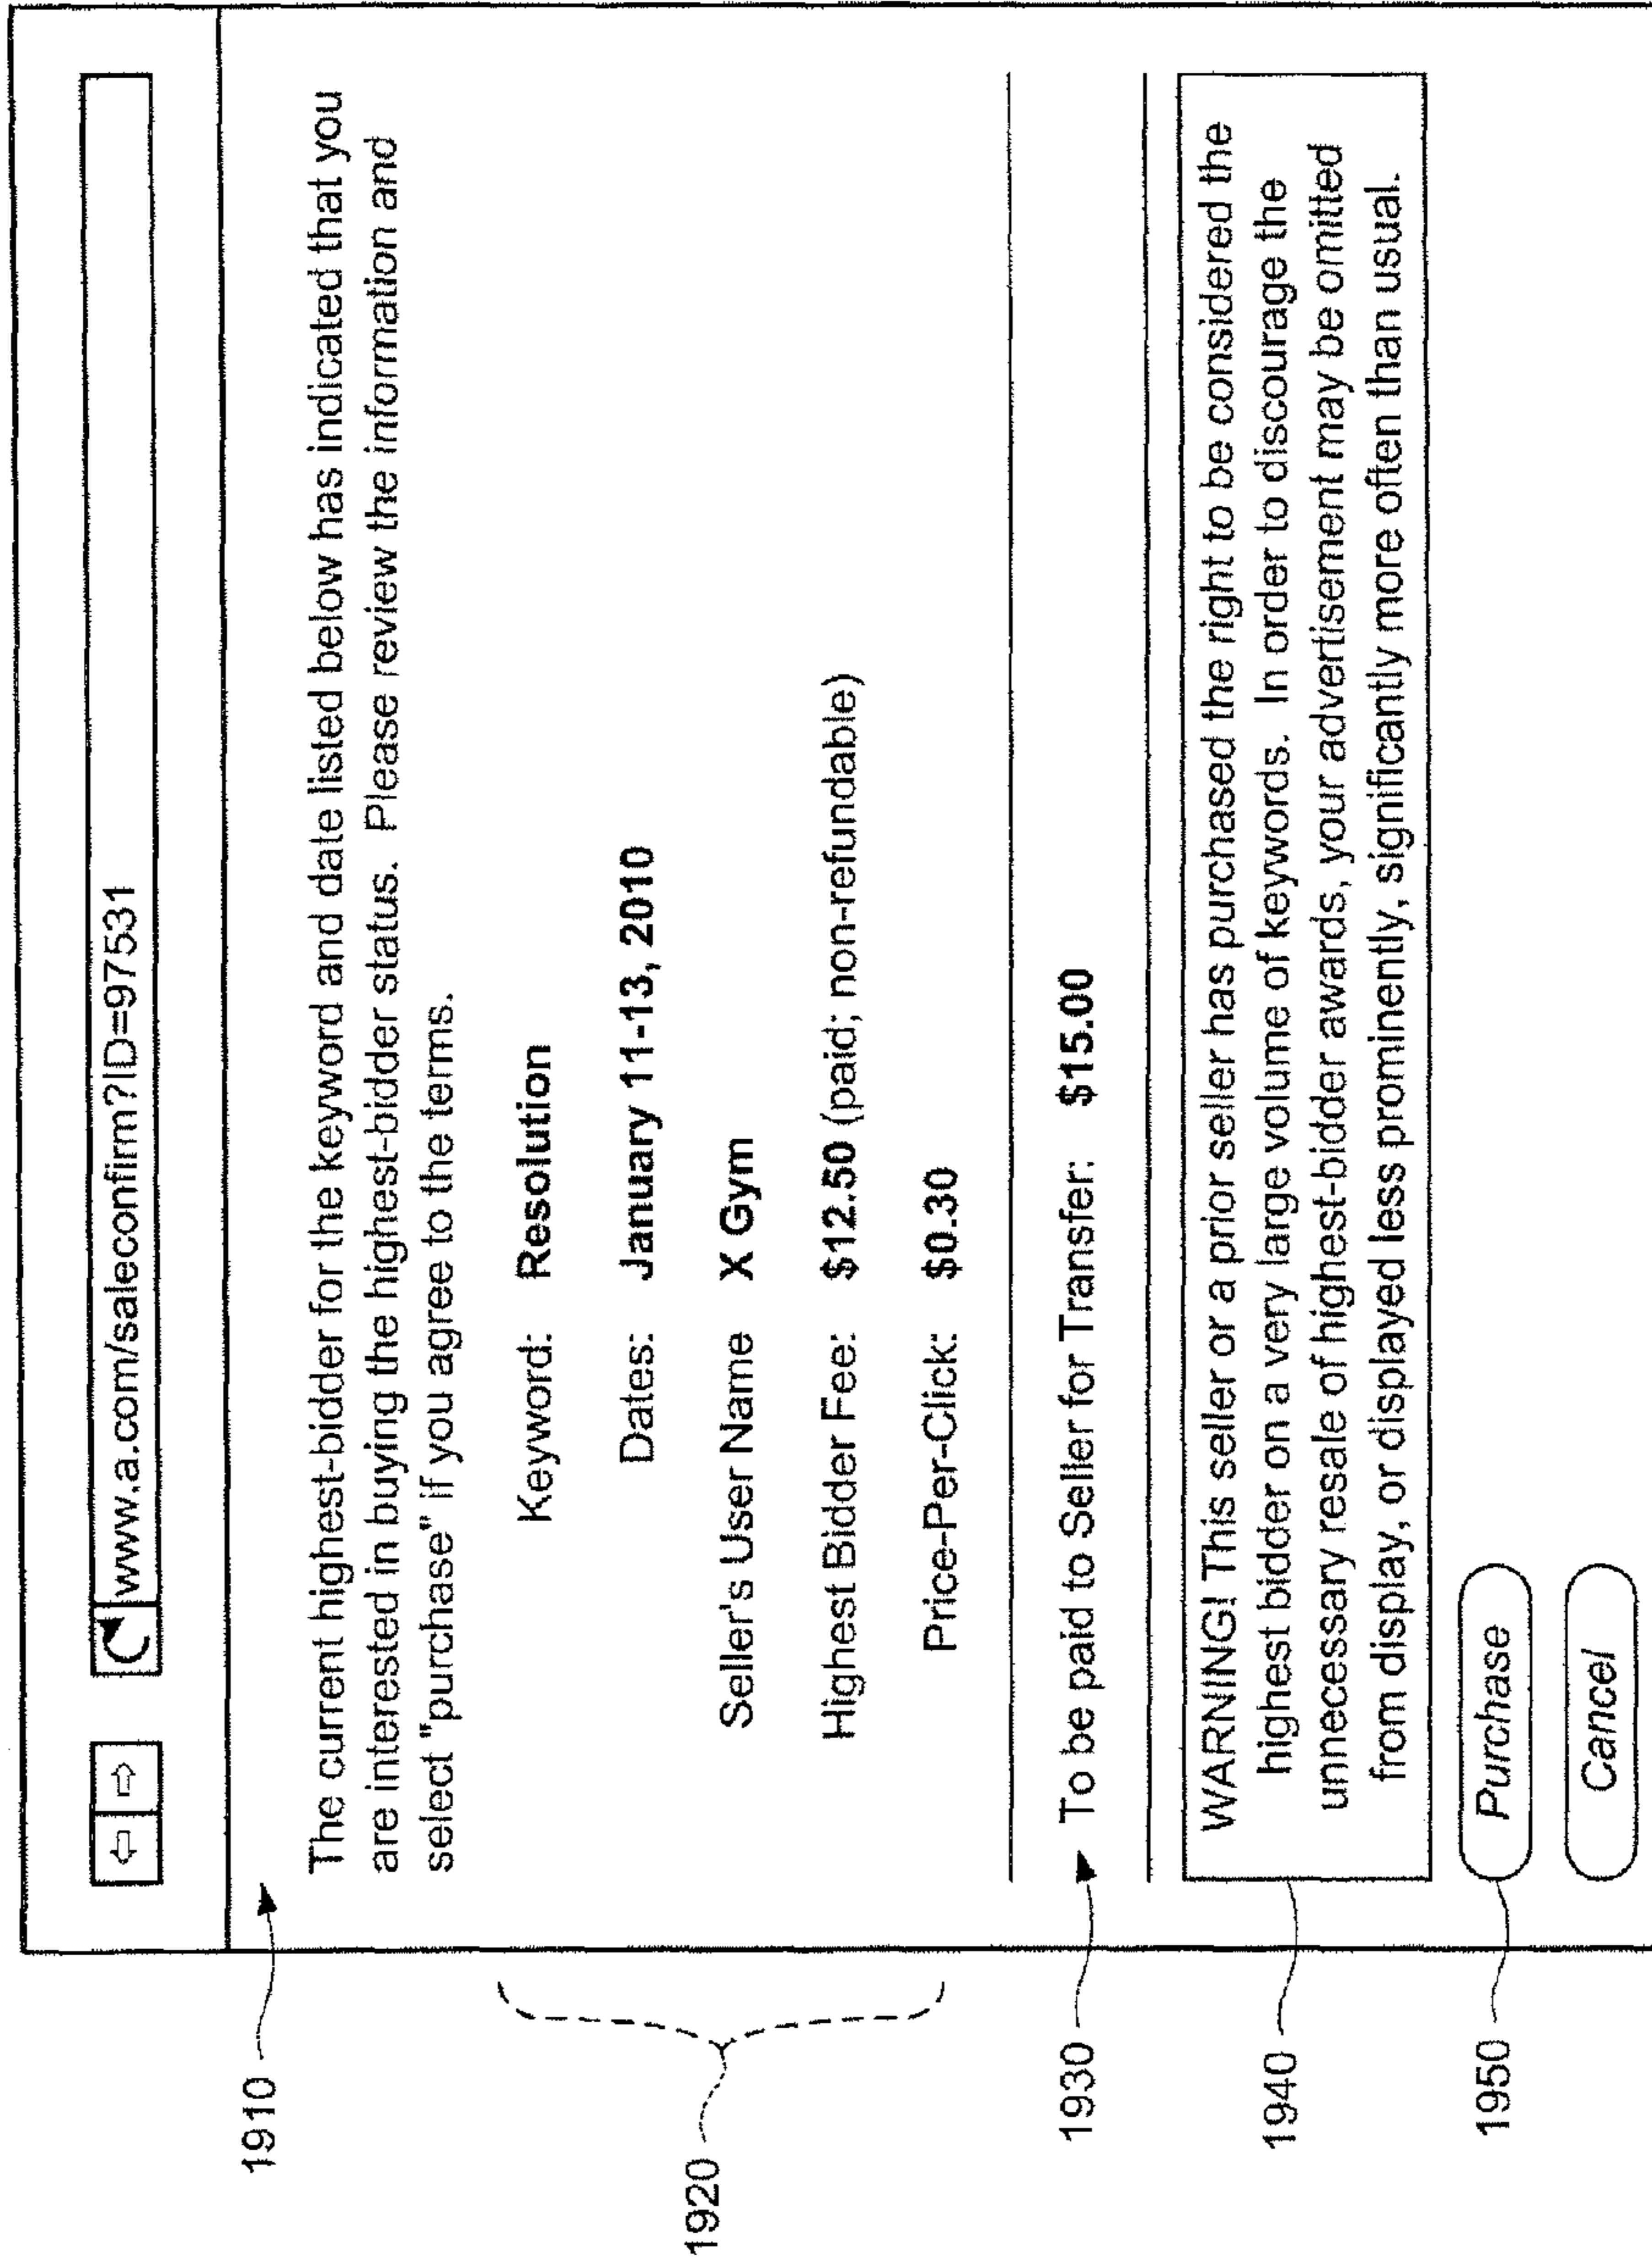 www.a.com/saleconfirm?ID=97531
1910
The current highest-bidder for the keyword and date listed below has indicated that you
are interested in buying the highest-bidder status. Please review the information and
select "purchase" if you agree to the terms.
1920
Keyword: Resolution
Dates: January 11-13, 2010
Seller's User Name X Gym
Highest Bidder Fee: $12.50 (paid; non-refundable)
Price-Per-Click: $0.30
1930
To be paid to Seller for Transfer: $15.00
1940
WARNING! This seller or a prior seller has purchased the right to be considered the
highest bidder on a very large volume of keywords. In order to discourage the
unnecessary resale of highest-bidder awards, your advertisement may be omitted
from display, or displayed less prominently, significantly more often than usual.
1950
Purchase
Cancel